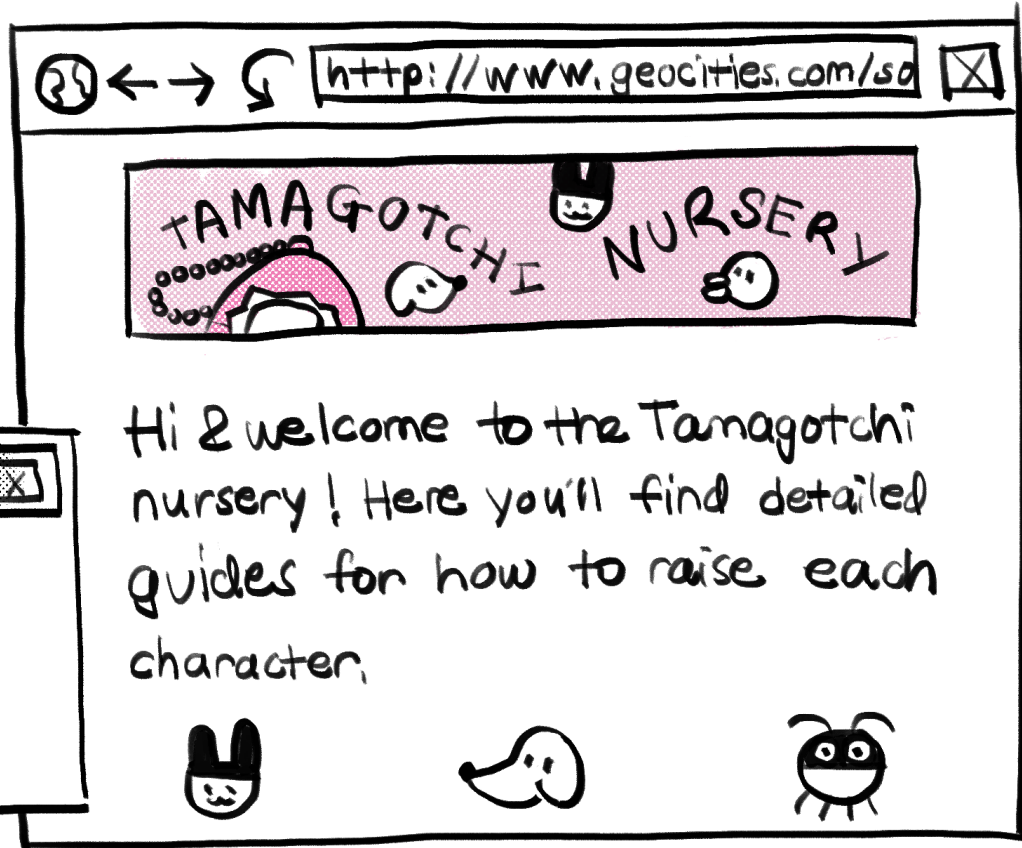 http://www.geocities.com/so
X
TAMAGOTCHI NURSERY
X
Hi & welcome to the Tamagotchi
nursery! Here you'll find detailed
guides for how to raise each
character.